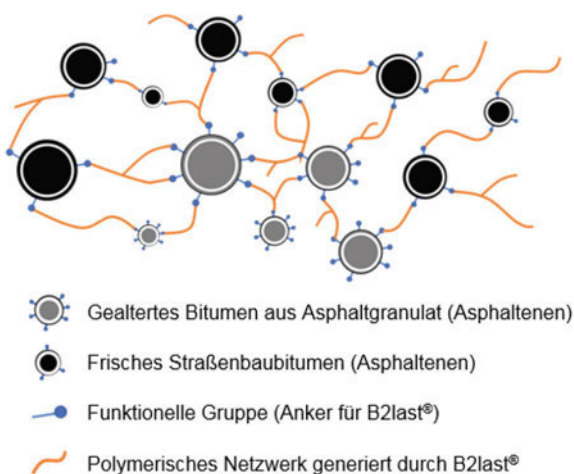 Gealtertes Bitumen aus Asphaltgranulat (Asphaltenen)
Frisches Straßenbaubitumen (Asphaltenen)
Funktionelle Gruppe (Anker für B2last®)
Polymerisches Netzwerk generiert durch B2last®